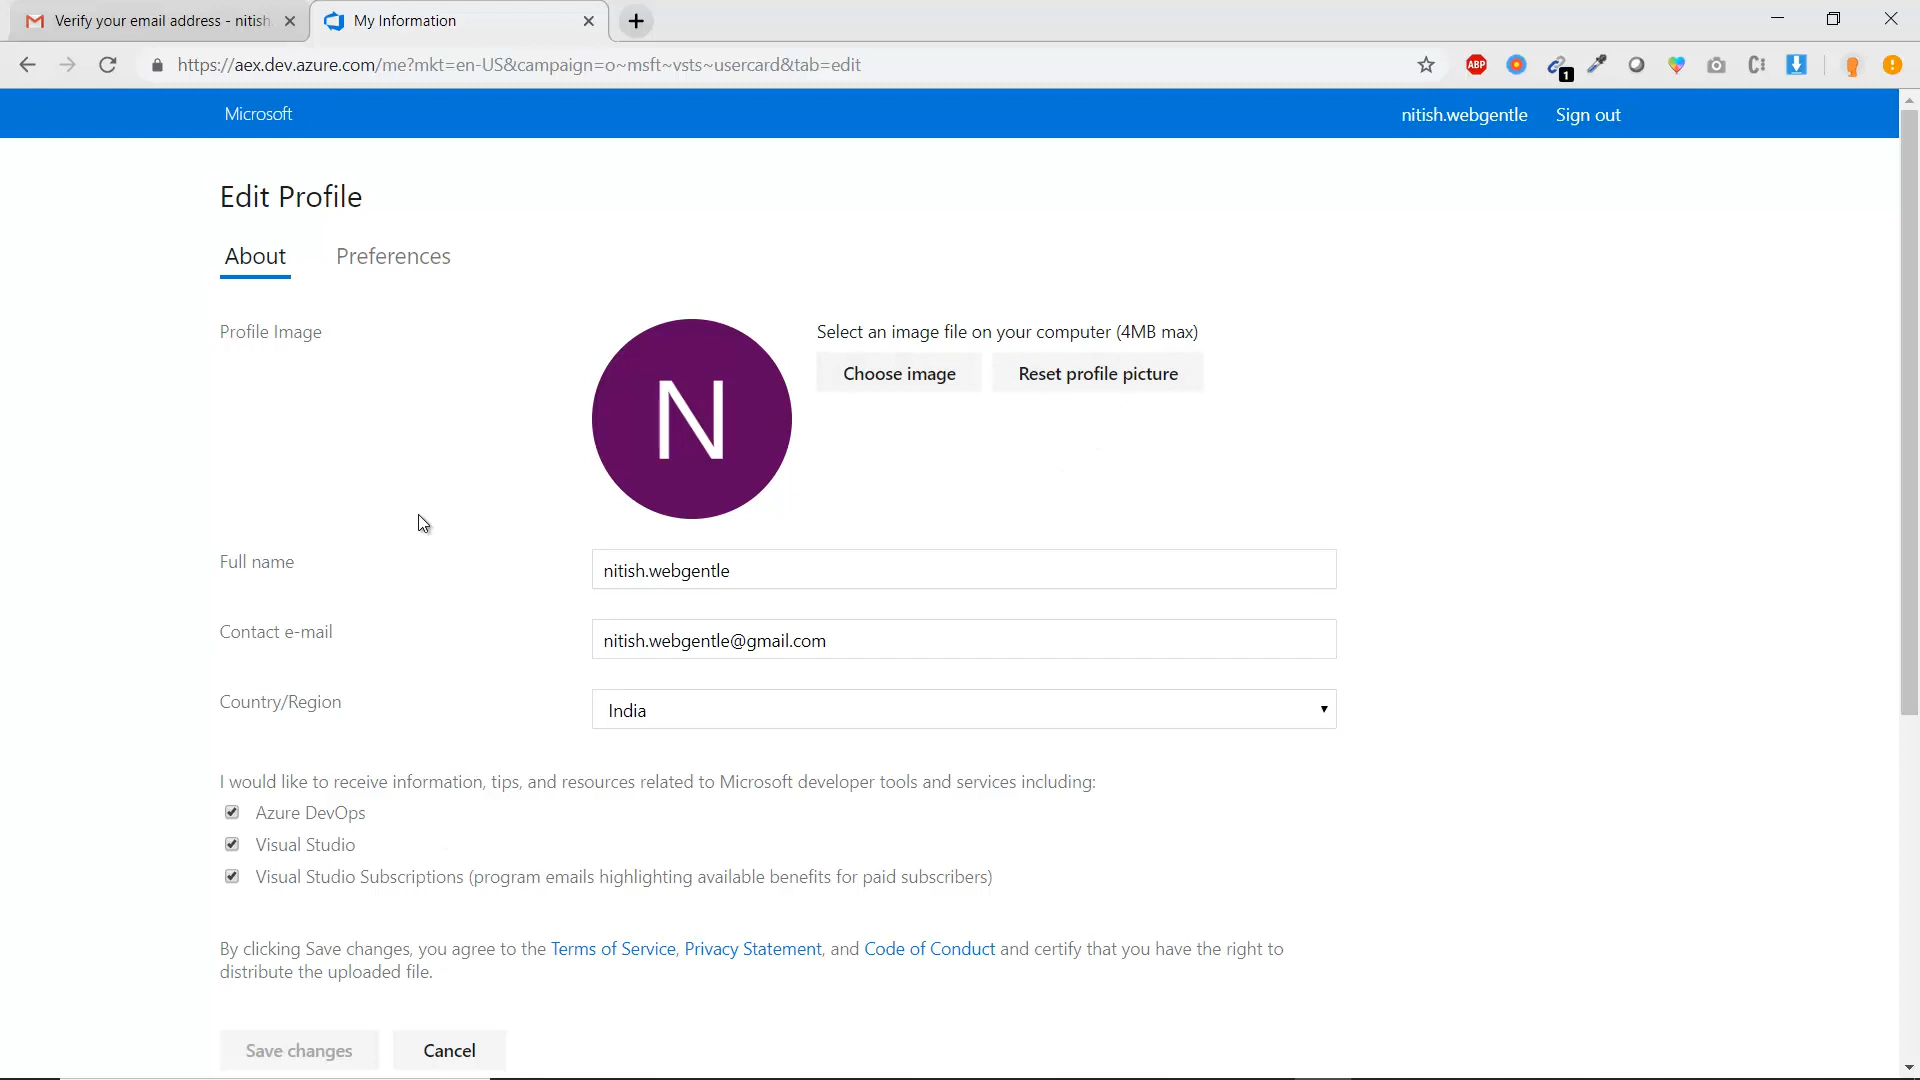 Verify your email address - nitish
My Information
https://aex.dev.azure.com/me?mkt=en-US&campaign=o~msft~vsts~usercard&tab=edit
ABP
1
Microsoft
nitish.webgentle
Sign out
Edit Profile
About
Preferences
Profile Image
N
Select an image file on your computer (4MB max)
Choose image
Reset profile picture
Full name
nitish.webgentle
Contact e-mail
nitish.webgentle@gmail.com
Country/Region
India
I would like to receive information, tips, and resources related to Microsoft developer tools and services including:
Azure DevOps
Visual Studio
Visual Studio Subscriptions (program emails highlighting available benefits for paid subscribers)
By clicking Save changes, you agree to the Terms of Service, Privacy Statement, and Code of Conduct and certify that you have the right to
distribute the uploaded file.
Save changes
Cancel